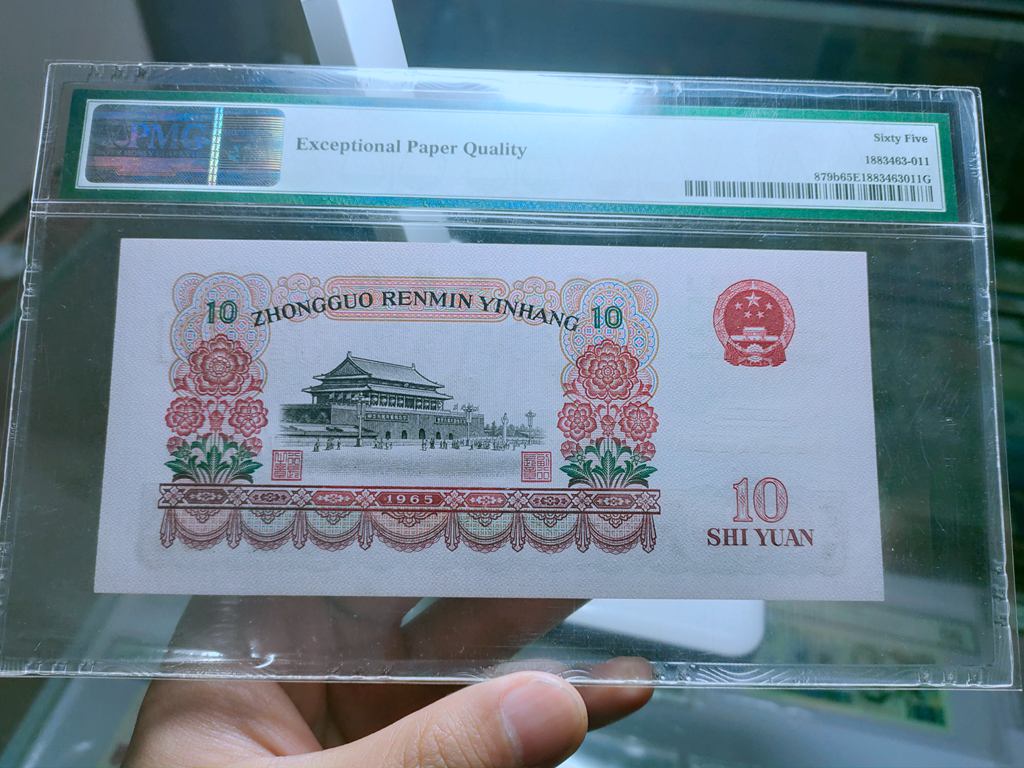 PMG
Exceptional Paper Quality
Sixty Five
1883463-011
879b65E1883463011G
10 ZHONGGUO RENMIN YINHANG 10
1965
10
SHI YUAN